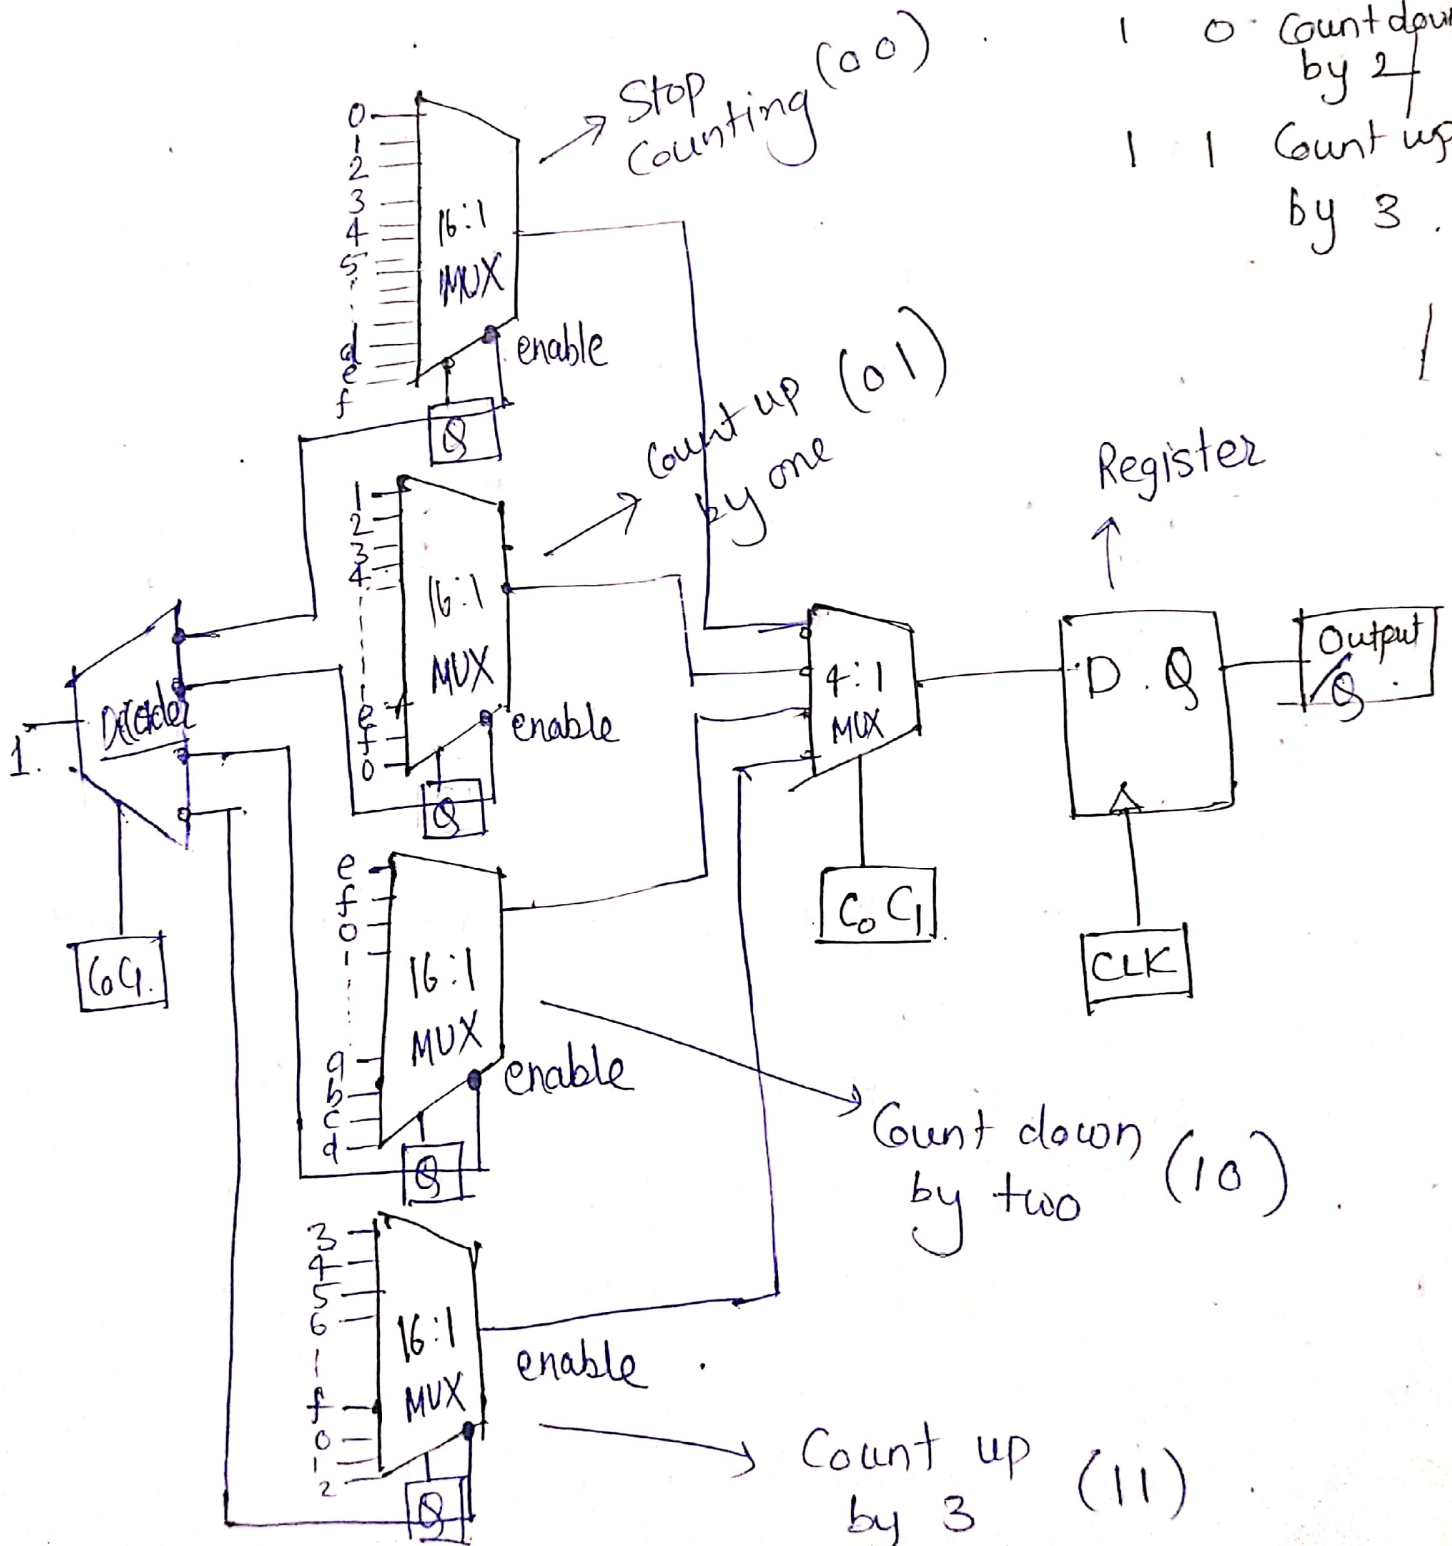 1 0 Count down
by 2
1 1 Count up
by 3.
Stop
Counting (00)
0
1
2
3
4
5
d
e
f
16:1
MUX
enable
Q
Count up (01)
by one
1
2
3
4
e
f
0
16:1
MUX
enable
Q
Register
Decoder
1.
C0 C1.
4:1
MUX
C0 C1
D Q
CLK
Output
Q
e
f
0
1
a
b
c
d
16:1
MUX
enable
Q
Count down
by two (10)
3
4
5
6
f
0
1
2
16:1
MUX
enable
Q
Count up
by 3 (11)